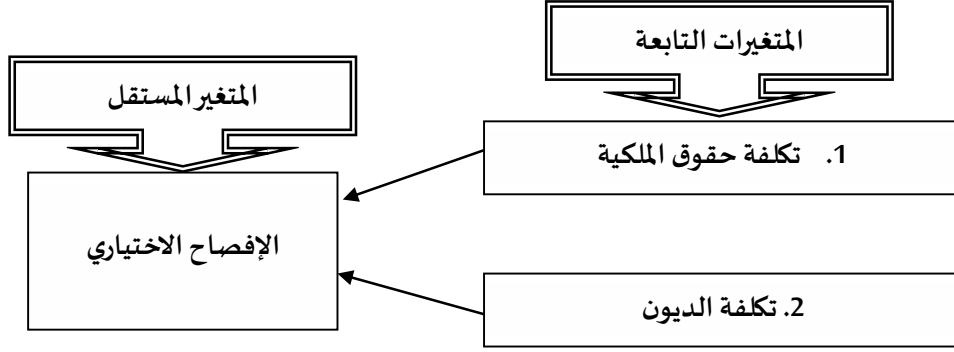 المتغيرات التابعة
المتغير المستقل
1. تكلفة حقوق الملكية
الإفصاح الاختياري
2. تكلفة الديون